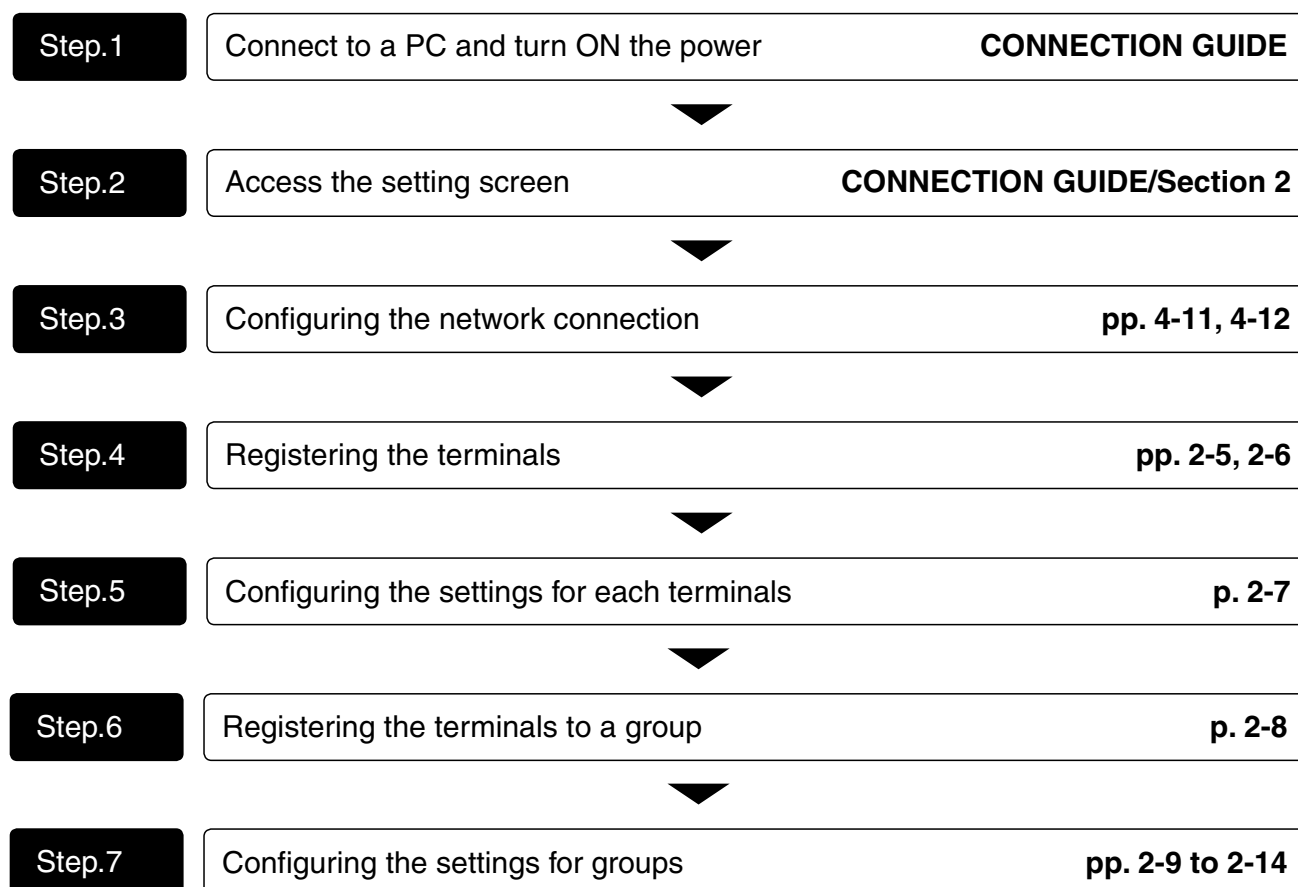 Step.1 Connect to a PC and turn ON the power CONNECTION GUIDE
Step.2 Access the setting screen CONNECTION GUIDE/Section 2
Step.3 Configuring the network connection pp. 4-11, 4-12
Step.4 Registering the terminals pp. 2-5, 2-6
Step.5 Configuring the settings for each terminals p. 2-7
Step.6 Registering the terminals to a group p. 2-8
Step.7 Configuring the settings for groups pp. 2-9 to 2-14